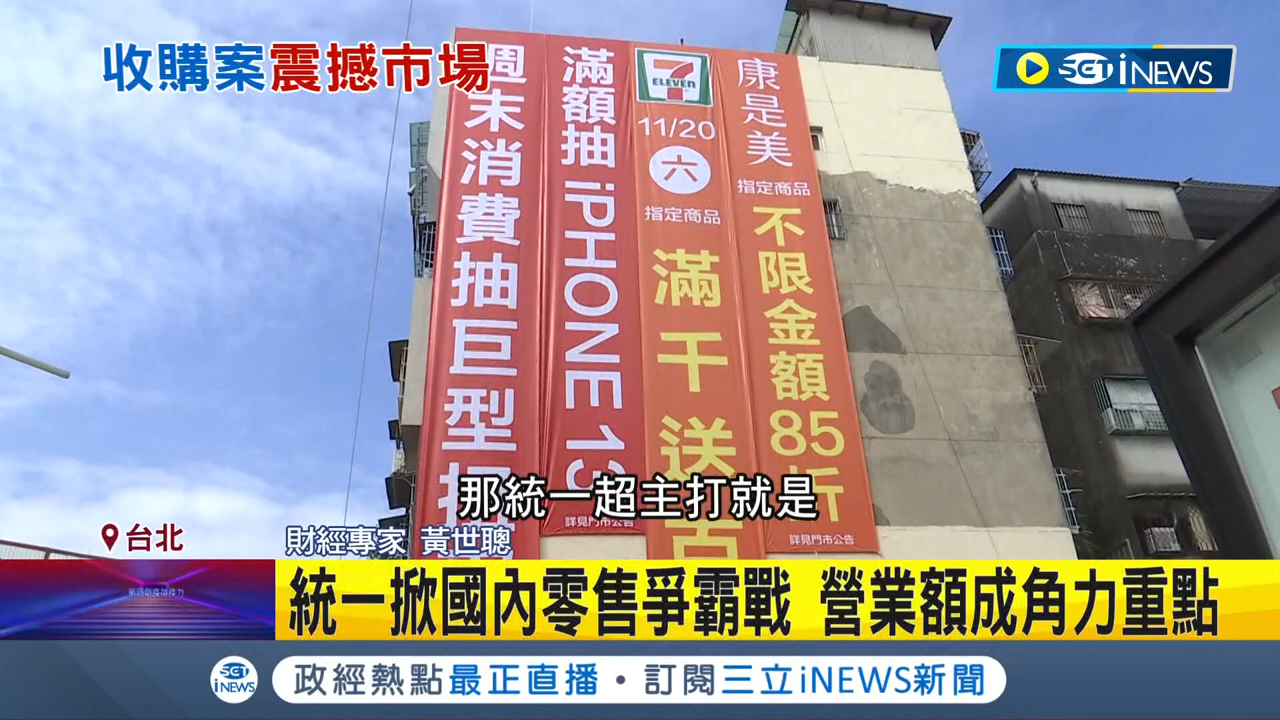 收購案震撼市場
SETiNEWS
週末消費抽巨型扭
滿額抽iPHONE 13
7-ELEVEN
11/20
六
指定商品
滿千送百
康是美
指定商品
不限金額85折
詳見門市公告
詳見門市公告
那統一超主打就是
台北
財經專家 黃世聰
統一掀國內零售爭霸戰 營業額成角力重點
SETiNEWS
政經熱點最正直播・訂閱三立iNEWS新聞